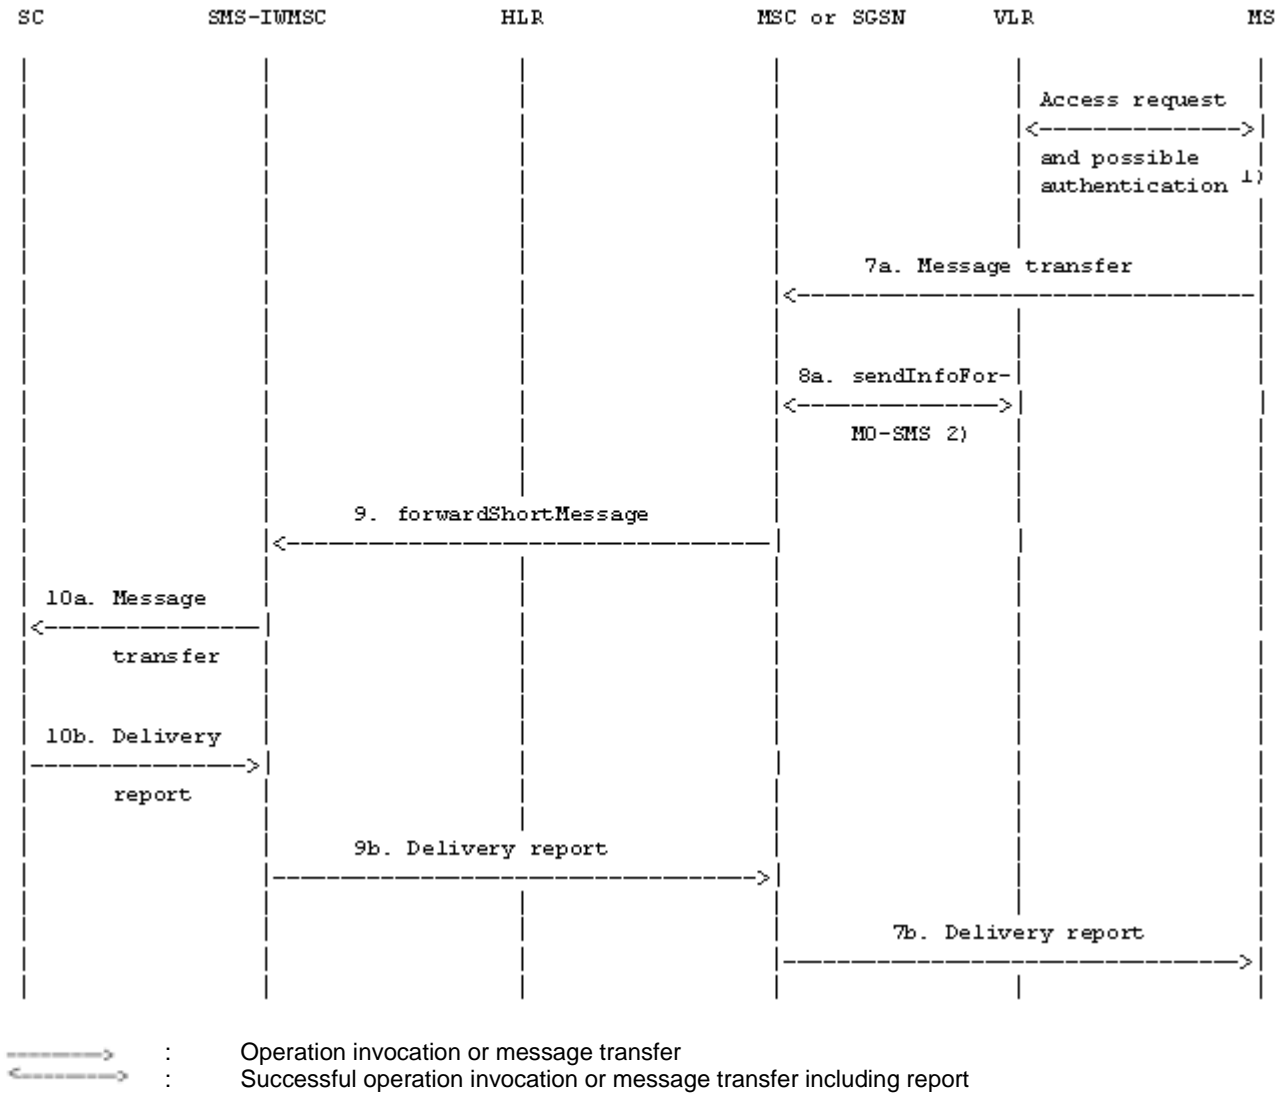 SC SMS-IWMSC HLR MSC or SGSN VLR MS
Access request
and possible
authentication 1)
7a. Message transfer
8a. sendInfoFor-
MO-SMS 2)
9. forwardShortMessage
10a. Message
transfer
10b. Delivery
report
9b. Delivery report
7b. Delivery report
: Operation invocation or message transfer
: Successful operation invocation or message transfer including report